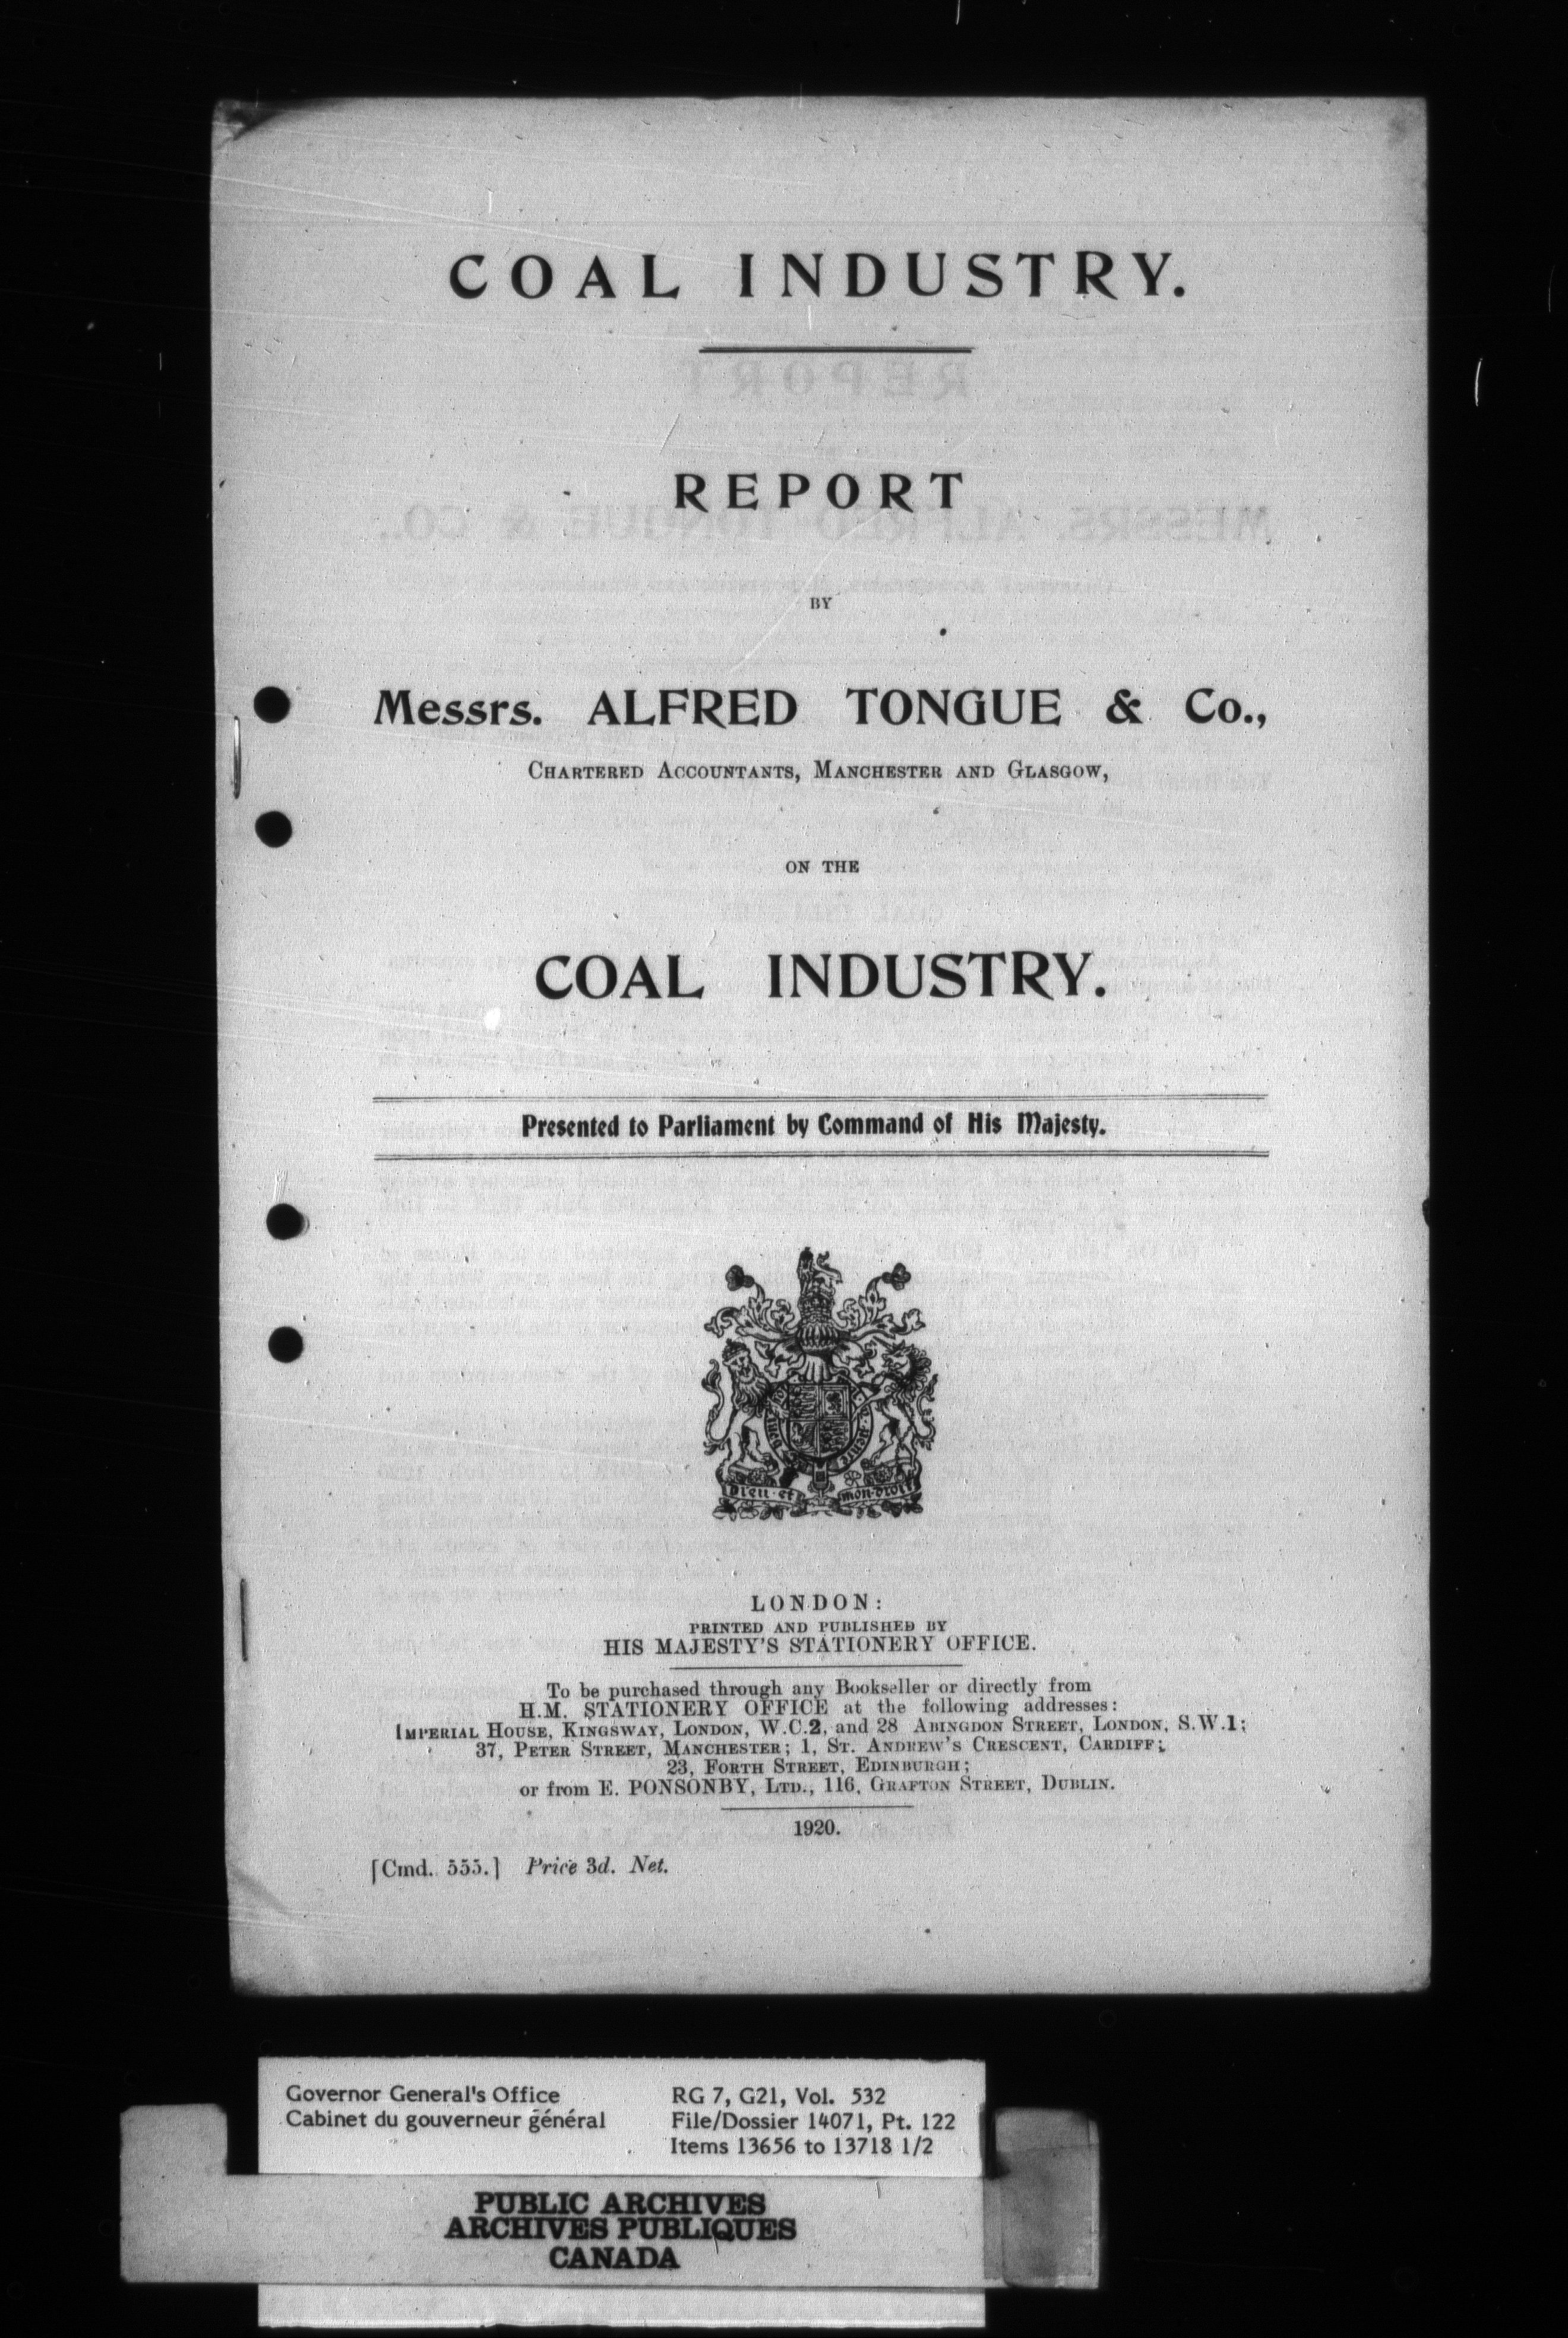 COAL INDUSTRY.
REPORT
BY
Messrs. ALFRED TONGUE & Co.,
CHARTERED ACCOUNTANTS, MANCHESTER AND GLASGOW,
ON THE
COAL INDUSTRY.
Presented to Parliament by Command of His Majesty.
Dieu et mon droit
LONDON:
PRINTED AND PUBLISHED BY
HIS MAJESTY'S STATIONERY OFFICE.
To be purchased through any Bookseller or directly from
H.M. STATIONERY OFFICE at the following addresses:
IMPERIAL HOUSE, KINGSWAY, LONDON, W.C.2, and 28 ABINGDON STREET, LONDON, S.W.1;
37, PETER STREET, MANCHESTER; 1, ST. ANDREW'S CRESCENT, CARDIFF;
23, FORTH STREET, EDINBURGH;
or from E. PONSONBY, LTD., 116, GRAFTON STREET, DUBLIN.
1920.
[Cmd. 555.] Price 3d. Net.
Governor General's Office RG 7, G21, Vol. 532
Cabinet du gouverneur général File/Dossier 14071, Pt. 122
Items 13656 to 13718 1/2
PUBLIC ARCHIVES
ARCHIVES PUBLIQUES
CANADA